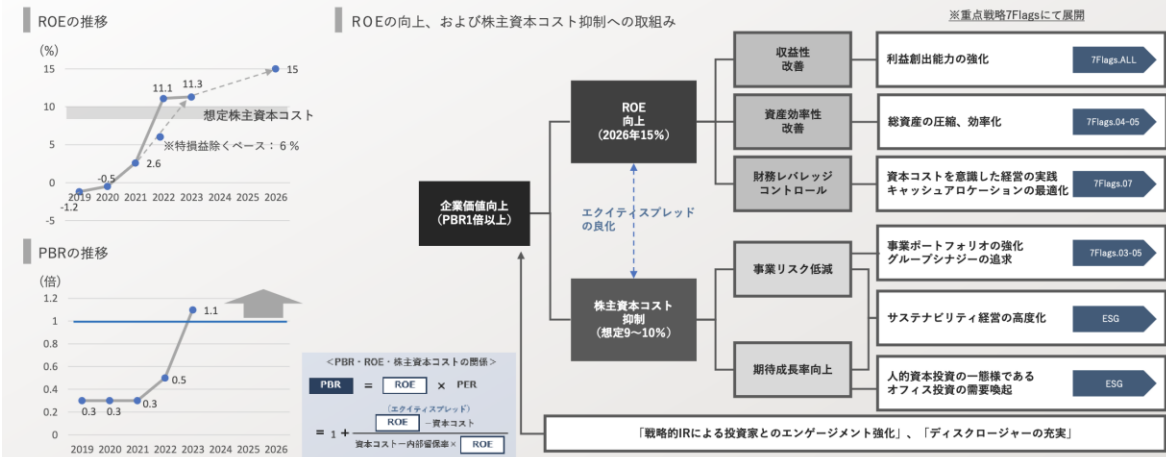 ROEの推移
(%)
15
10
5
0
-5
15
11.1
11.3
想定株主資本コスト
※特損益除くベース：6％
2.6
-0.5
-1.2
2019 2020 2021 2022 2023 2024 2025 2026
PBRの推移
(倍)
1.2
1
0.8
0.6
0.4
0.2
0
1.1
0.5
0.3
0.3
0.3
2019 2020 2021 2022 2023 2024 2025 2026
ROEの向上、および株主資本コスト抑制への取組み
※重点戦略7Flagsにて展開
企業価値向上
（PBR1倍以上）
ROE
向上
（2026年15%）
エクイティスプレッド
の良化
株主資本コスト
抑制
（想定9〜10%）
収益性
改善
利益創出能力の強化
7Flags.ALL
資産効率性
改善
総資産の圧縮、効率化
7Flags.04-05
財務レバレッジ
コントロール
資本コストを意識した経営の実践
キャッシュアロケーションの最適化
7Flags.07
事業リスク低減
事業ポートフォリオの強化
グループシナジーの追求
7Flags.03-05
サステナビリティ経営の高度化
ESG
期待成長率向上
人的資本投資の一態様である
オフィス投資の需要喚起
ESG
＜PBR・ROE・株主資本コストの関係＞
PBR = ROE × PER
（エクイティスプレッド）
ROE −資本コスト
= 1 +
資本コスト−内部留保率× ROE
「戦略的IRによる投資家とのエンゲージメント強化」、「ディスクロージャーの充実」